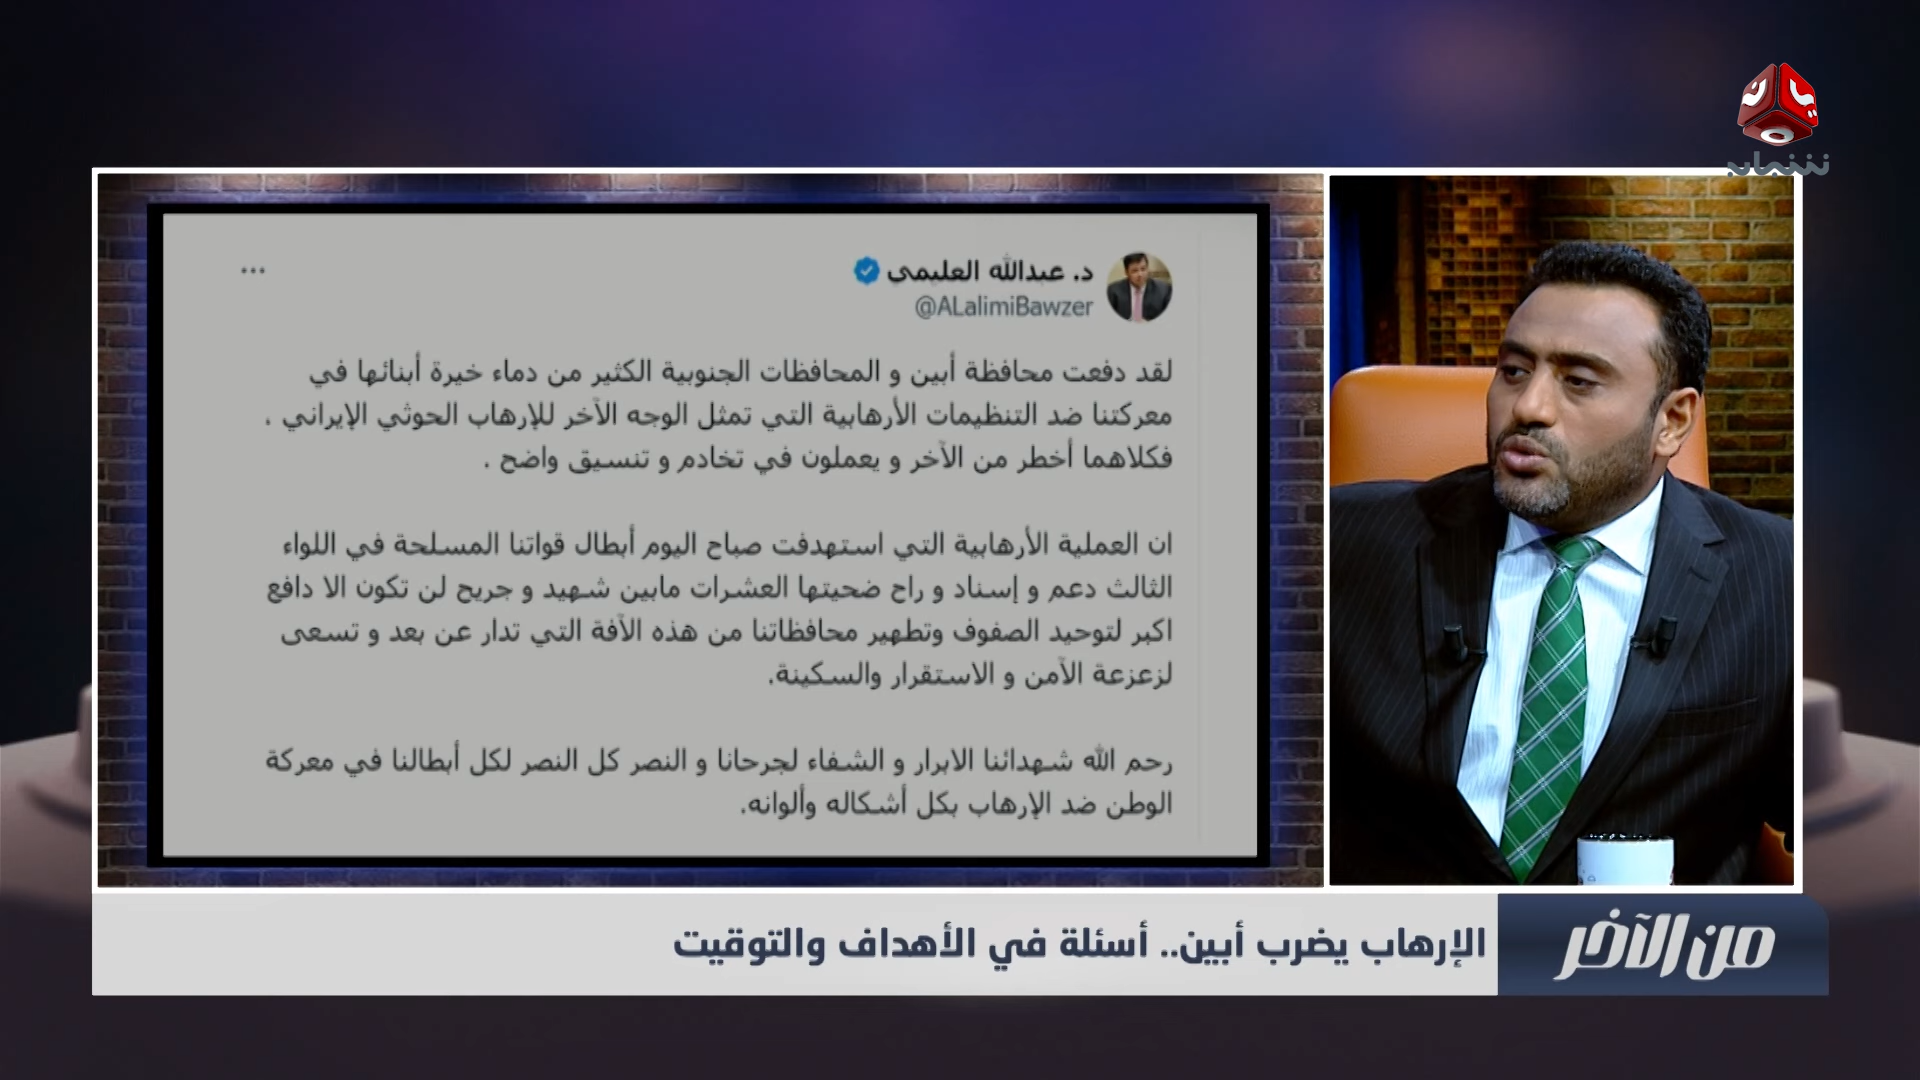 د. عبدالله العليمي
@ALalimiBawzer
لقد دفعت محافظة أبين و المحافظات الجنوبية الكثير من دماء خيرة أبنائها في
معركتنا ضد التنظيمات الأرهابية التي تمثل الوجه الآخر للإرهاب الحوثي الإيراني .
فكلاهما أخطر من الآخر و يعملون في تخادم و تنسيق واضح .
ان العملية الأرهابية التي استهدفت صباح اليوم أبطال قواتنا المسلحة في اللواء
الثالث دعم و إسناد و راح ضحيتها العشرات مابين شهيد و جريح لن تكون الا دافع
اكبر لتوحيد الصفوف وتطهير محافظاتنا من هذه الآفة التي تدار عن بعد و تسعى
لزعزعة الآمن و الاستقرار والسكينة.
رحم الله شهدائنا الابرار و الشفاء لجرحانا و النصر كل النصر لكل أبطالنا في معركة
الوطن ضد الإرهاب بكل أشكاله وألوانه.
الإرهاب يضرب أبين.. أسئلة في الأهداف والتوقيت
من الآخر